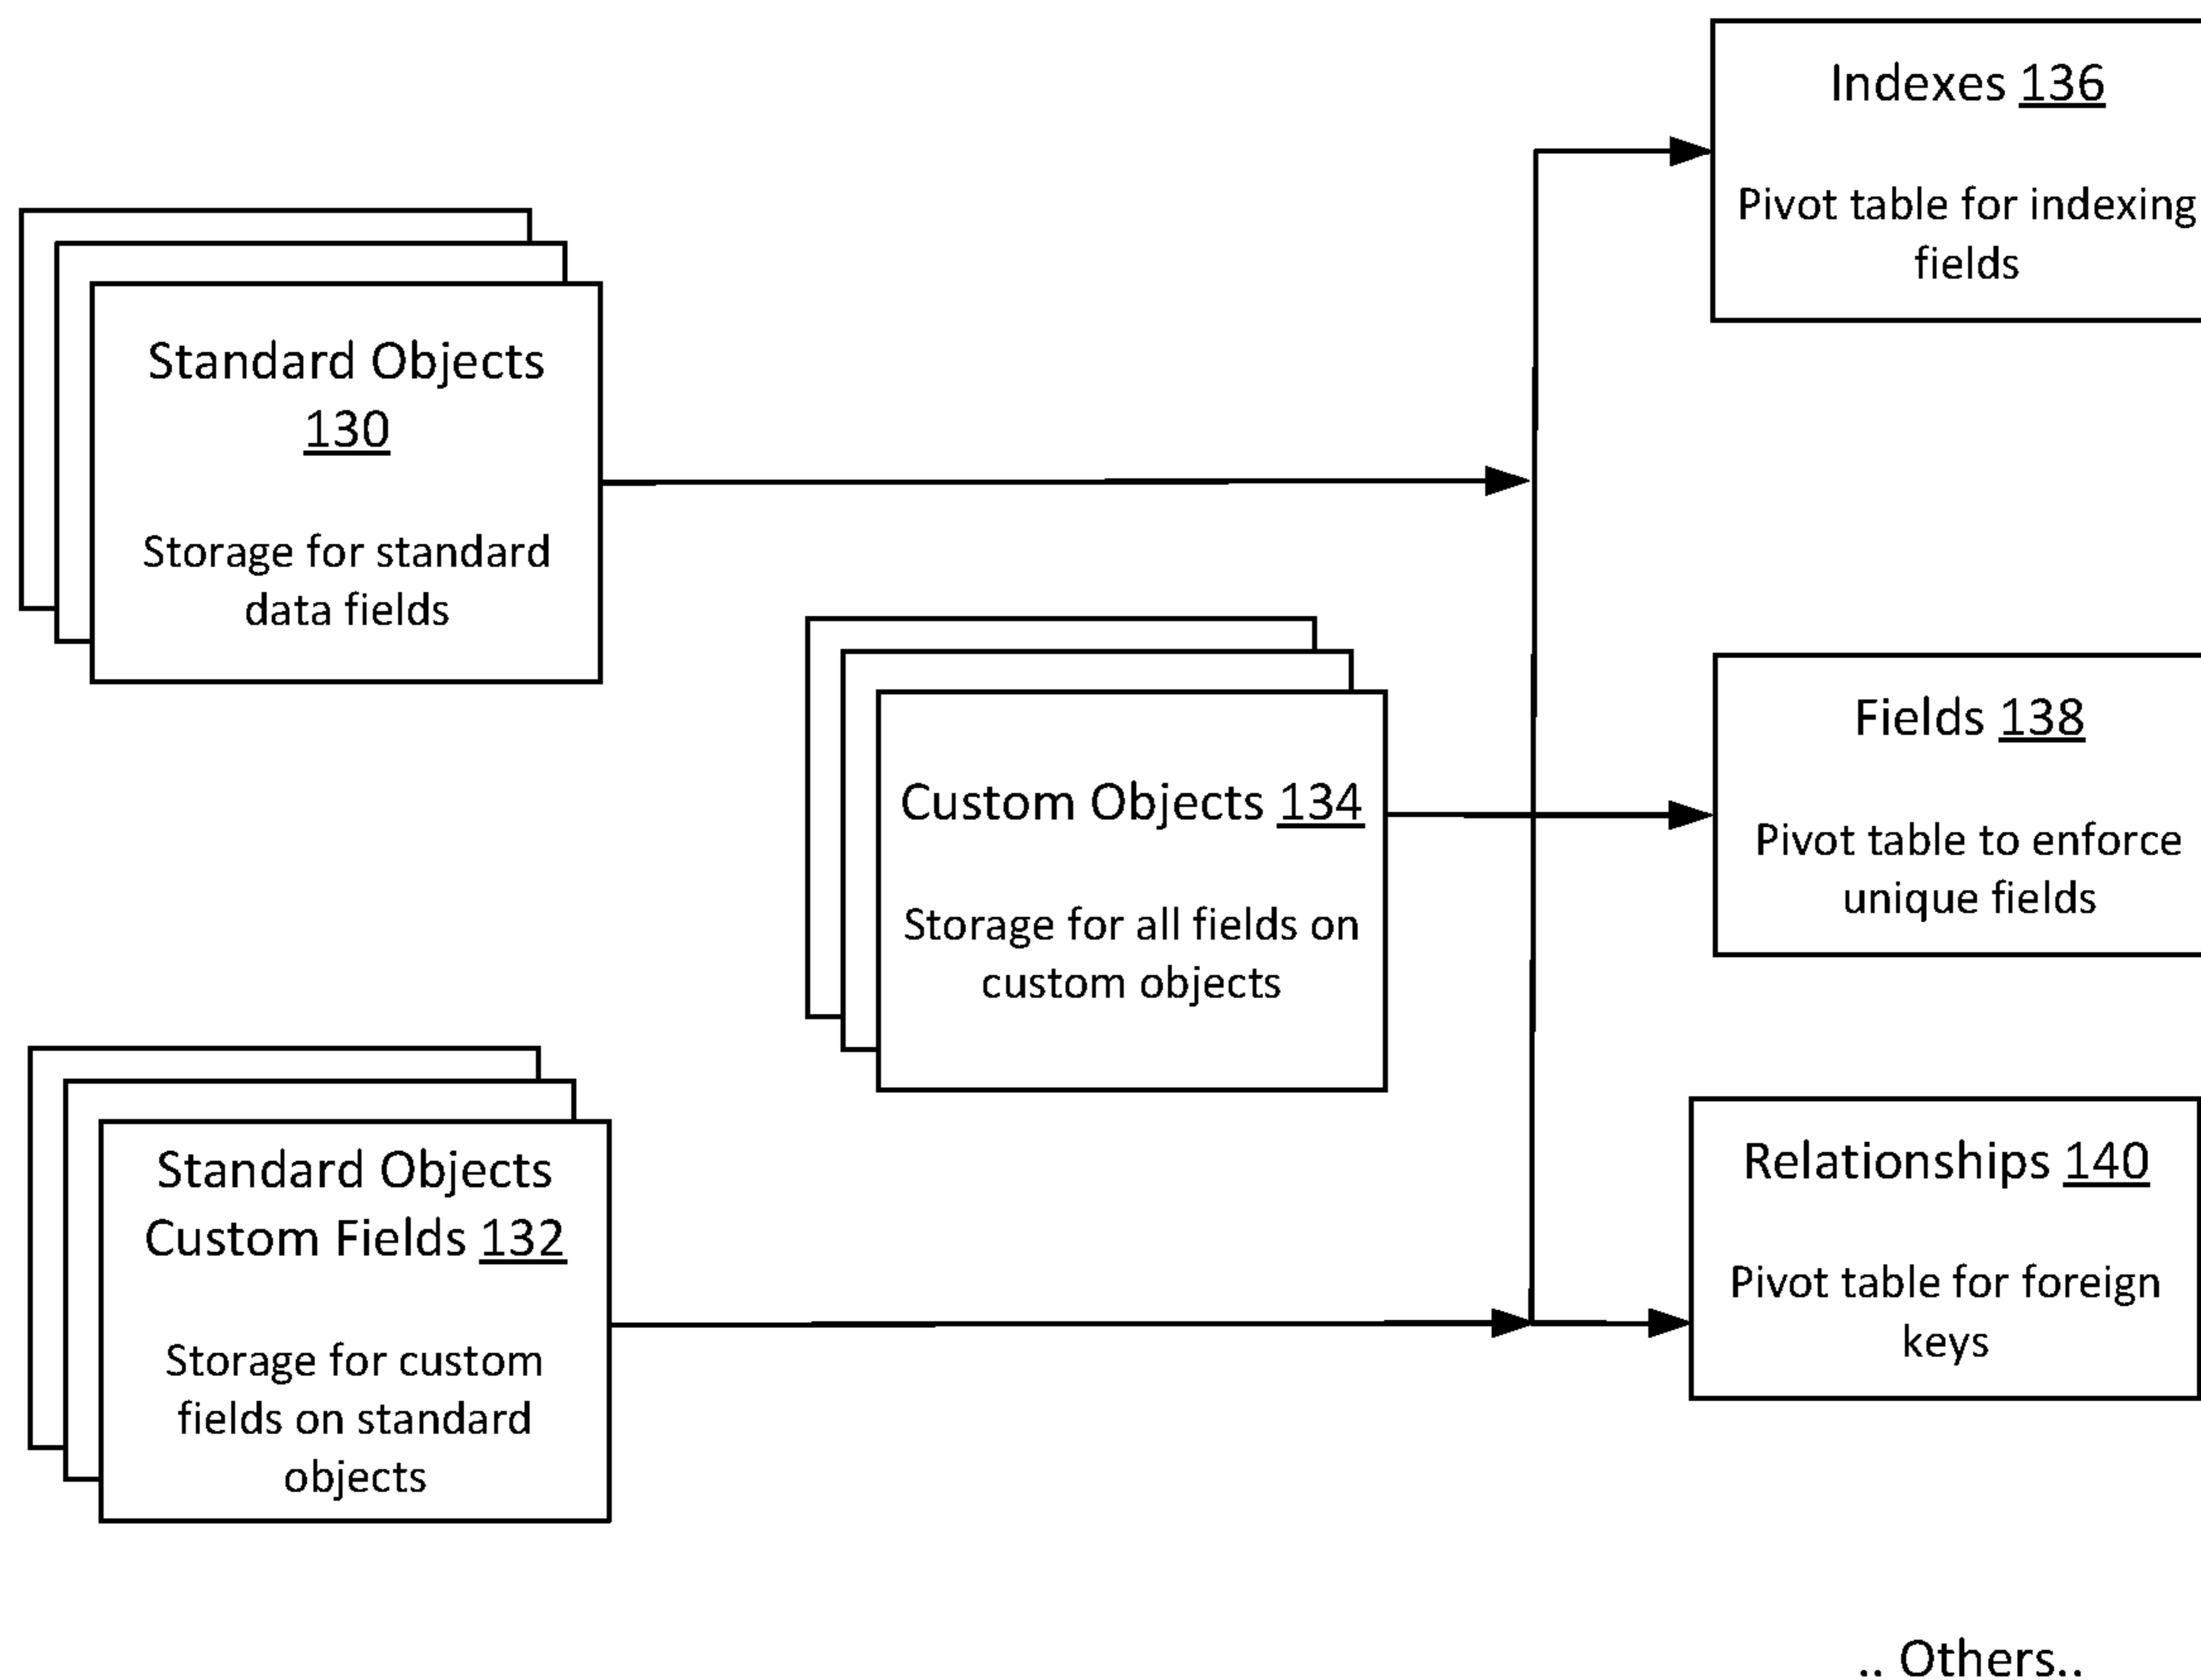 Indexes 136
Pivot table for indexing
fields
Standard Objects
130
Storage for standard
data fields
Custom Objects 134
Storage for all fields on
custom objects
Fields 138
Pivot table to enforce
unique fields
Standard Objects
Custom Fields 132
Storage for custom
fields on standard
objects
Relationships 140
Pivot table for foreign
keys
.. Others..